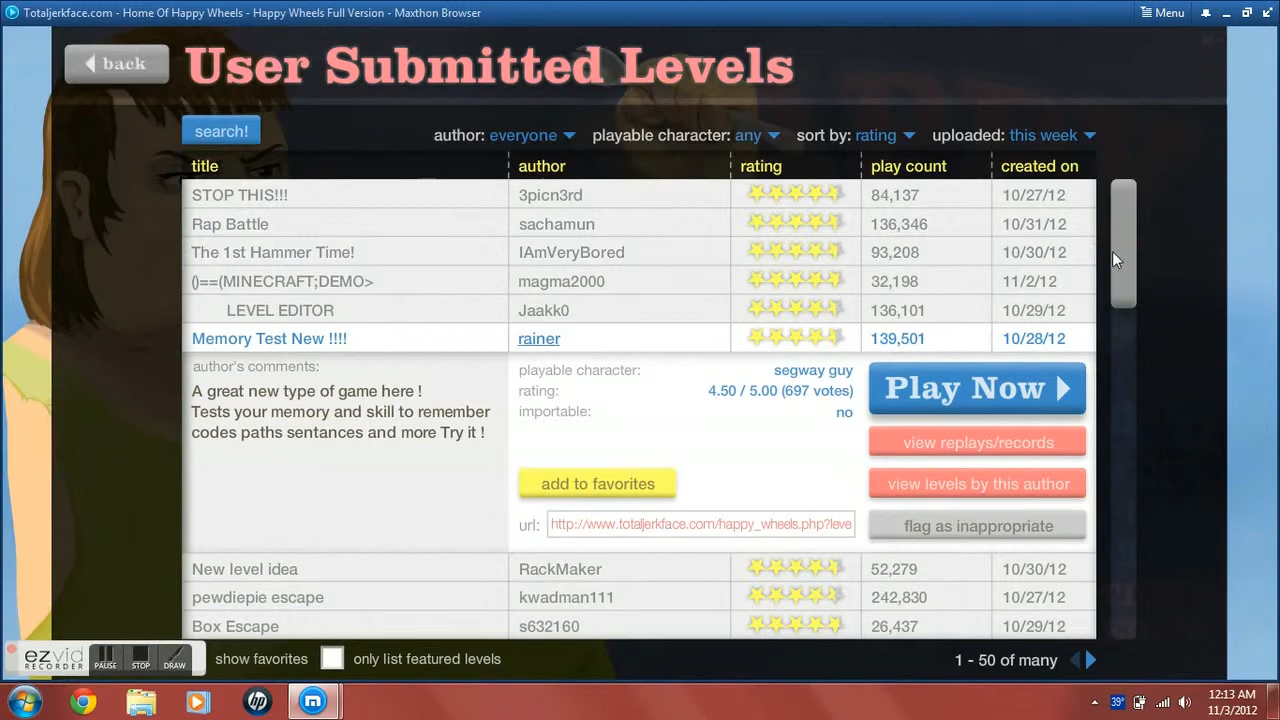 Totaljerkface.com - Home Of Happy Wheels - Happy Wheels Full Version - Maxthon Browser Menu
back User Submitted Levels
search! author: everyone playable character: any sort by: rating uploaded: this week
title author rating play count created on
STOP THIS!!! 3picn3rd 84,137 10/27/12
Rap Battle sachamun 136,346 10/31/12
The 1st Hammer Time! IAmVeryBored 93,208 10/30/12
()==(MINECRAFT;DEMO> magma2000 32,198 11/2/12
LEVEL EDITOR Jaakk0 136,101 10/29/12
Memory Test New !!!! rainer 139,501 10/28/12
author's comments:
A great new type of game here !
Tests your memory and skill to remember
codes paths sentances and more Try it !
playable character: segway guy
rating: 4.50 / 5.00 (697 votes)
importable: no
add to favorites
url: http://www.totaljerkface.com/happy_wheels.php?leve
Play Now
view replays/records
view levels by this author
flag as inappropriate
New level idea RackMaker 52,279 10/30/12
pewdiepie escape kwadman111 242,830 10/27/12
Box Escape s632160 26,437 10/29/12
ezvid RECORDER PAUSE STOP DRAW show favorites only list featured levels 1 - 50 of many
hp m 39° 12:13 AM
11/3/2012